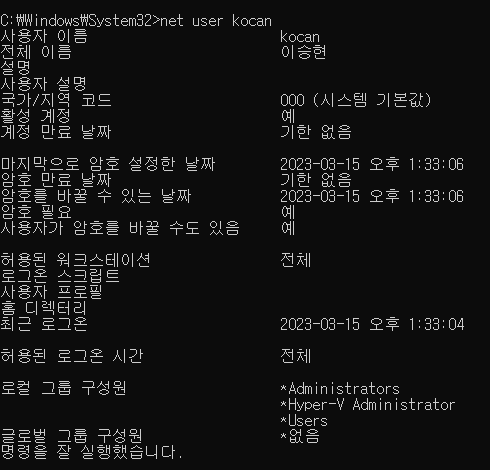 C:\Windows\System32>net user kocan
사용자 이름 kocan
전체 이름 이승현
설명
사용자 설명
국가/지역 코드 000 (시스템 기본값)
활성 계정 예
계정 만료 날짜 기한 없음
마지막으로 암호 설정한 날짜 2023-03-15 오후 1:33:06
암호 만료 날짜 기한 없음
암호를 바꿀 수 있는 날짜 2023-03-15 오후 1:33:06
암호 필요 예
사용자가 암호를 바꿀 수도 있음 예
허용된 워크스테이션 전체
로그온 스크립트
사용자 프로필
홈 디렉터리
최근 로그온 2023-03-15 오후 1:33:04
허용된 로그온 시간 전체
로컬 그룹 구성원 *Administrators
*Hyper-V Administrator
*Users
글로벌 그룹 구성원 *없음
명령을 잘 실행했습니다.